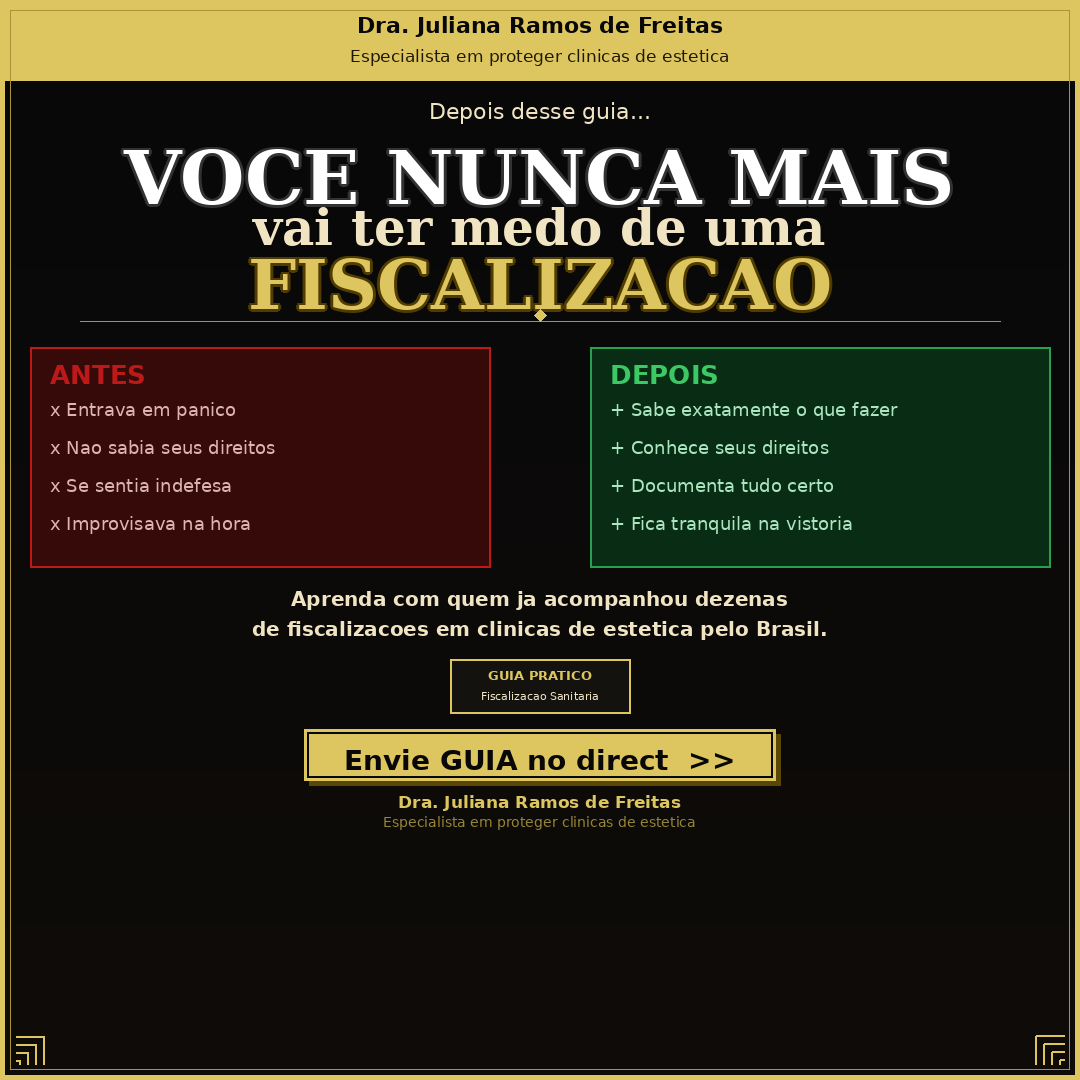 Dra. Juliana Ramos de Freitas
Especialista em proteger clinicas de estetica
Depois desse guia...
VOCE NUNCA MAIS
vai ter medo de uma
FISCALIZACAO
ANTES
x Entrava em panico
x Nao sabia seus direitos
x Se sentia indefesa
x Improvisava na hora
DEPOIS
+ Sabe exatamente o que fazer
+ Conhece seus direitos
+ Documenta tudo certo
+ Fica tranquila na vistoria
Aprenda com quem ja acompanhou dezenas
de fiscalizacoes em clinicas de estetica pelo Brasil.
GUIA PRATICO
Fiscalizacao Sanitaria
Envie GUIA no direct >>
Dra. Juliana Ramos de Freitas
Especialista em proteger clinicas de estetica